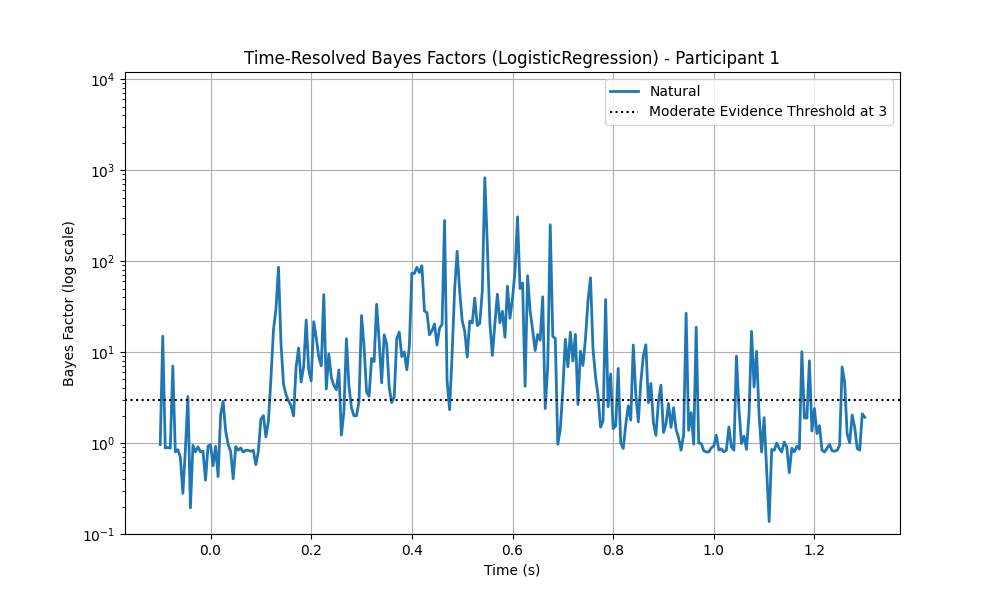 Time-Resolved Bayes Factors (LogisticRegression) - Participant 1
Natural
Moderate Evidence Threshold at 3
Bayes Factor (log scale)
10⁴
10³
10²
10¹
10⁰
10⁻¹
0.0 0.2 0.4 0.6 0.8 1.0 1.2
Time (s)